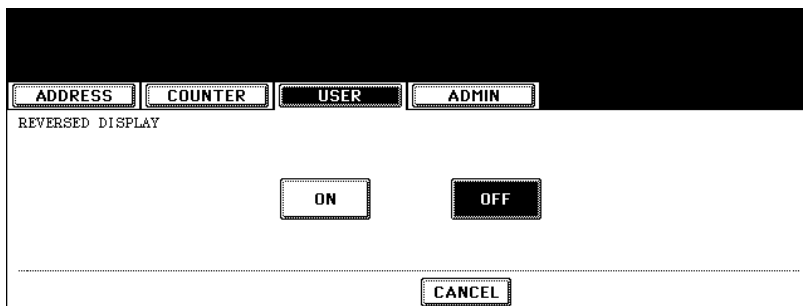 ADDRESS COUNTER USER ADMIN
REVERSED DISPLAY
ON OFF
CANCEL